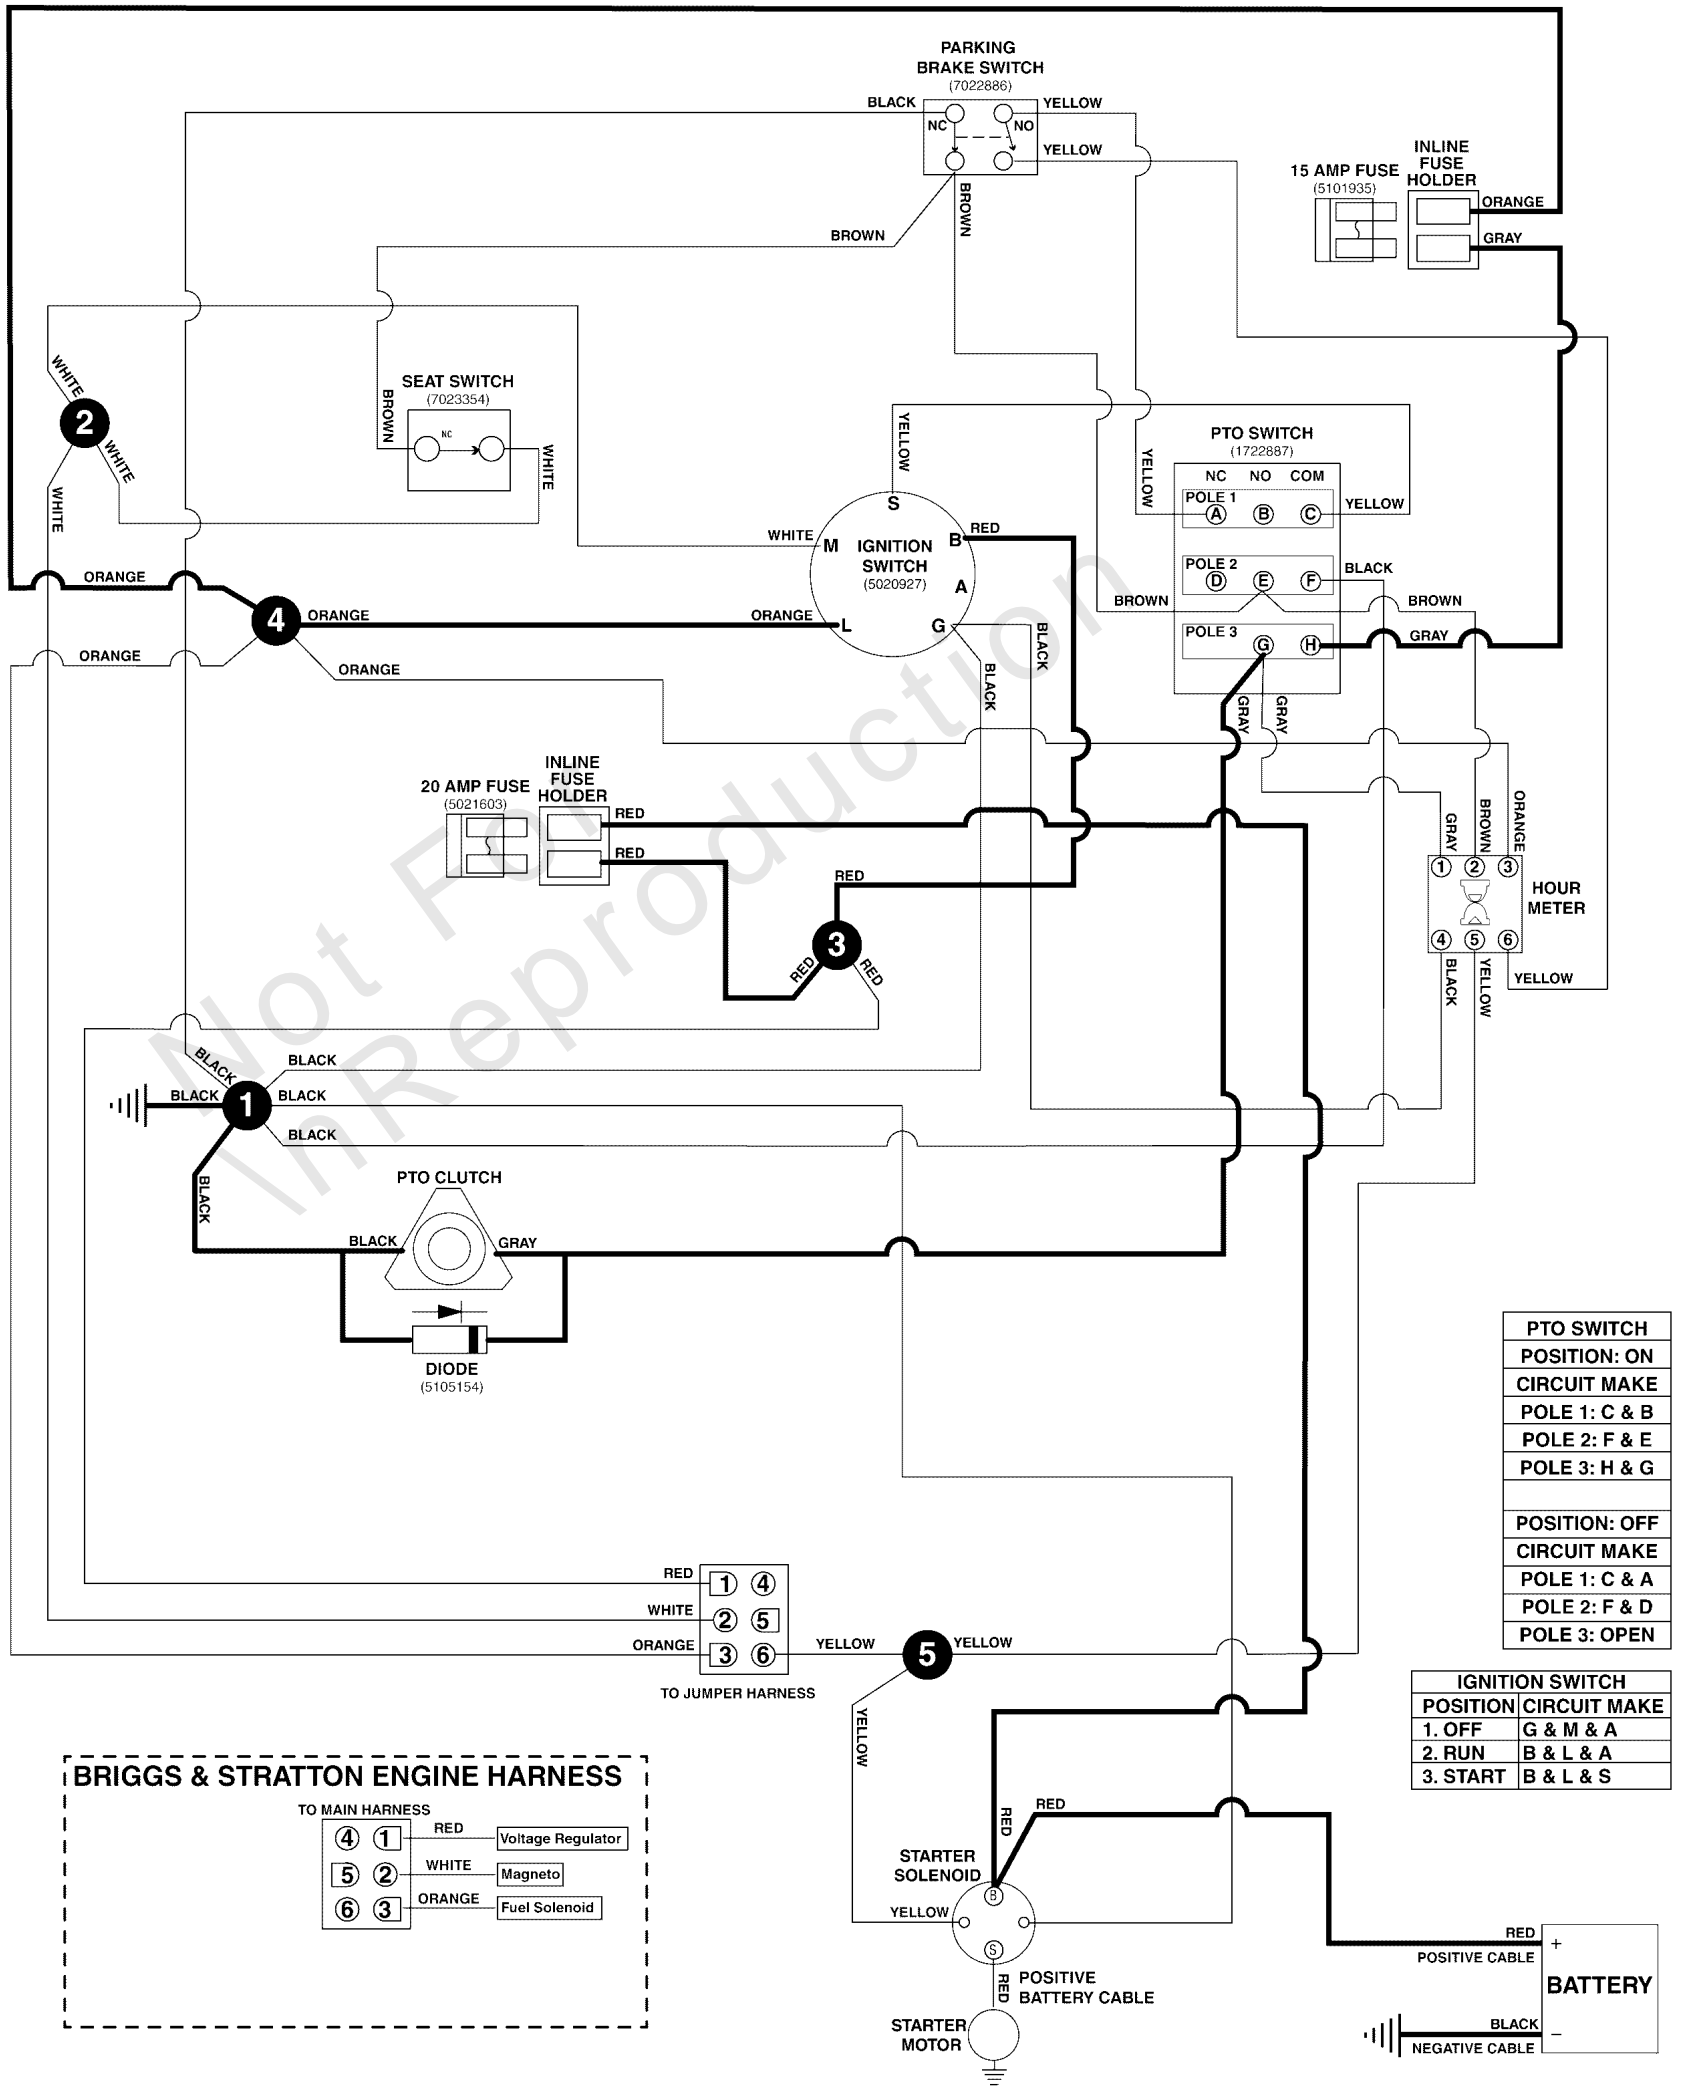 PARKING
BRAKE SWITCH
(7022886)
BLACK
YELLOW
NC
NO
YELLOW
BROWN
BROWN
15 AMP FUSE
(5101935)
INLINE
FUSE
HOLDER
ORANGE
GRAY
WHITE
2
WHITE
WHITE
SEAT SWITCH
(7023354)
NC
BROWN
WHITE
YELLOW
YELLOW
PTO SWITCH
(1722887)
NC NO COM
POLE 1
A B C
YELLOW
POLE 2
D E F
BLACK
BROWN
BROWN
POLE 3
G H
GRAY
GRAY
GRAY
S
WHITE
M
IGNITION
SWITCH
(5020927)
B
RED
A
L
G
BLACK
BLACK
ORANGE
4
ORANGE
ORANGE
ORANGE
ORANGE
20 AMP FUSE
(5021603)
INLINE
FUSE
HOLDER
RED
RED
RED
3
RED
RED
GRAY
BROWN
ORANGE
1 2 3
HOUR
METER
4 5 6
BLACK
YELLOW
YELLOW
Not For
\nReproduction
BLACK
BLACK
BLACK
1
BLACK
BLACK
BLACK
PTO CLUTCH
BLACK
GRAY
DIODE
(5105154)
PTO SWITCH
POSITION: ON
CIRCUIT MAKE
POLE 1: C & B
POLE 2: F & E
POLE 3: H & G
POSITION: OFF
CIRCUIT MAKE
POLE 1: C & A
POLE 2: F & D
POLE 3: OPEN
RED
1 4
WHITE
2 5
ORANGE
3 6
YELLOW
5
YELLOW
TO JUMPER HARNESS
YELLOW
IGNITION SWITCH
POSITION CIRCUIT MAKE
1. OFF G & M & A
2. RUN B & L & A
3. START B & L & S
BRIGGS & STRATTON ENGINE HARNESS
TO MAIN HARNESS
4 1
RED
Voltage Regulator
5 2
WHITE
Magneto
6 3
ORANGE
Fuel Solenoid
RED
RED
STARTER
SOLENOID
B
YELLOW
S
RED
POSITIVE
BATTERY CABLE
STARTER
MOTOR
RED
POSITIVE CABLE
+
BATTERY
BLACK
–
NEGATIVE CABLE